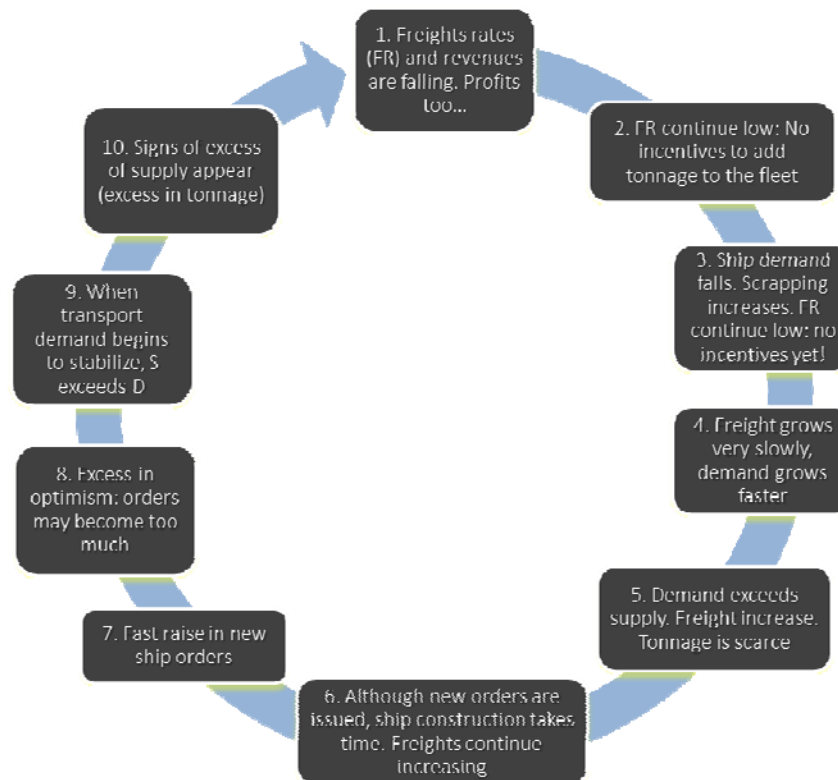 1. Freights rates
(FR) and revenues
are falling. Profits
too...
2. FR continue low: No
incentives to add
tonnage to the fleet
3. Ship demand
falls. Scrapping
increases. FR
continue low: no
incentives yet!
4. Freight grows
very slowly,
demand grows
faster
5. Demand exceeds
supply. Freight increase.
Tonnage is scarce
6. Although new orders are
issued, ship construction takes
time. Freights continue
increasing
7. Fast raise in new
ship orders
8. Excess in
optimism: orders
may become too
much
9. When
transport
demand begins
to stabilize, S
exceeds D
10. Signs of excess
of supply appear
(excess in tonnage)